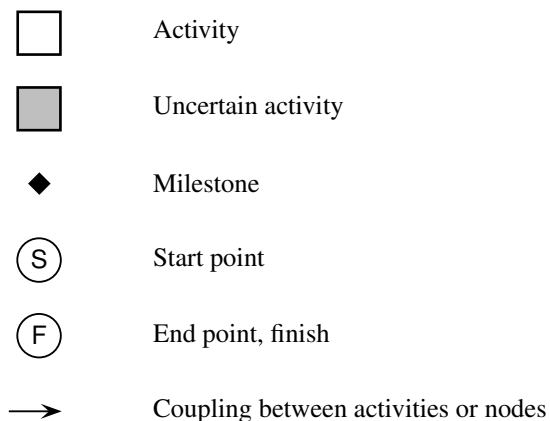 Activity
Uncertain activity
Milestone
S Start point
F End point, finish
Coupling between activities or nodes